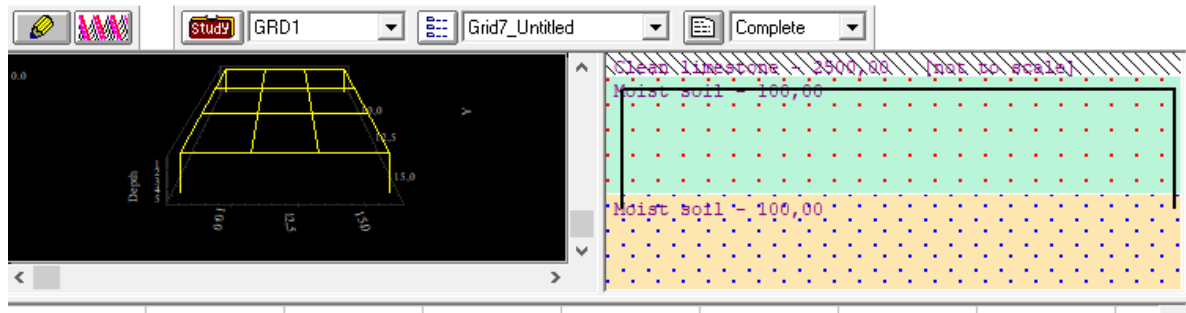 Study GRD1 Grid7_Untitled Complete
0.0
Y
10,0
12,5
15,0
Depth
12,5
15,0
Clean limestone - 2500,00 [not to scale]
Moist soil - 100,00
Moist soil - 100,00